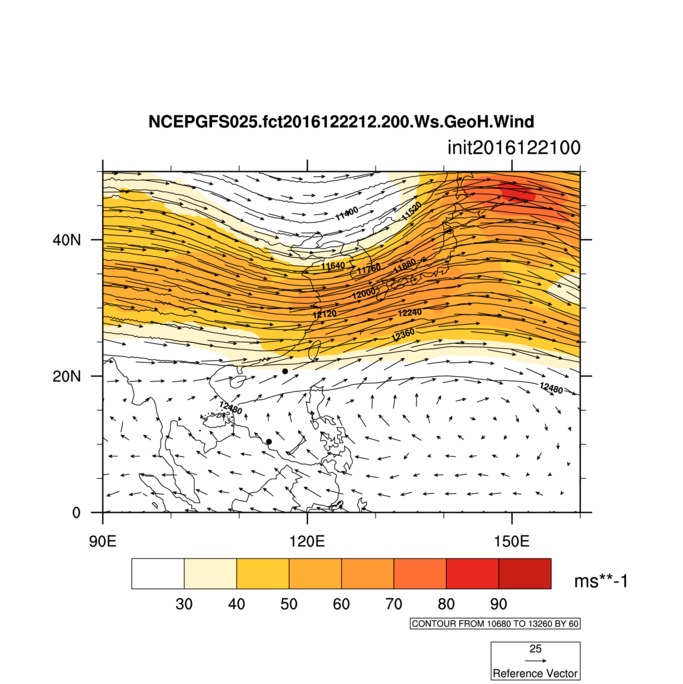 NCEPGFS025.fct2016122212.200.Ws.GeoH.Wind
init2016122100
11400
11520
40N
11640
11760
11880
12000
12120
12240
12360
20N
12480
12480
0
90E
120E
150E
ms**-1
30 40 50 60 70 80 90
CONTOUR FROM 10680 TO 13260 BY 60
25
Reference Vector